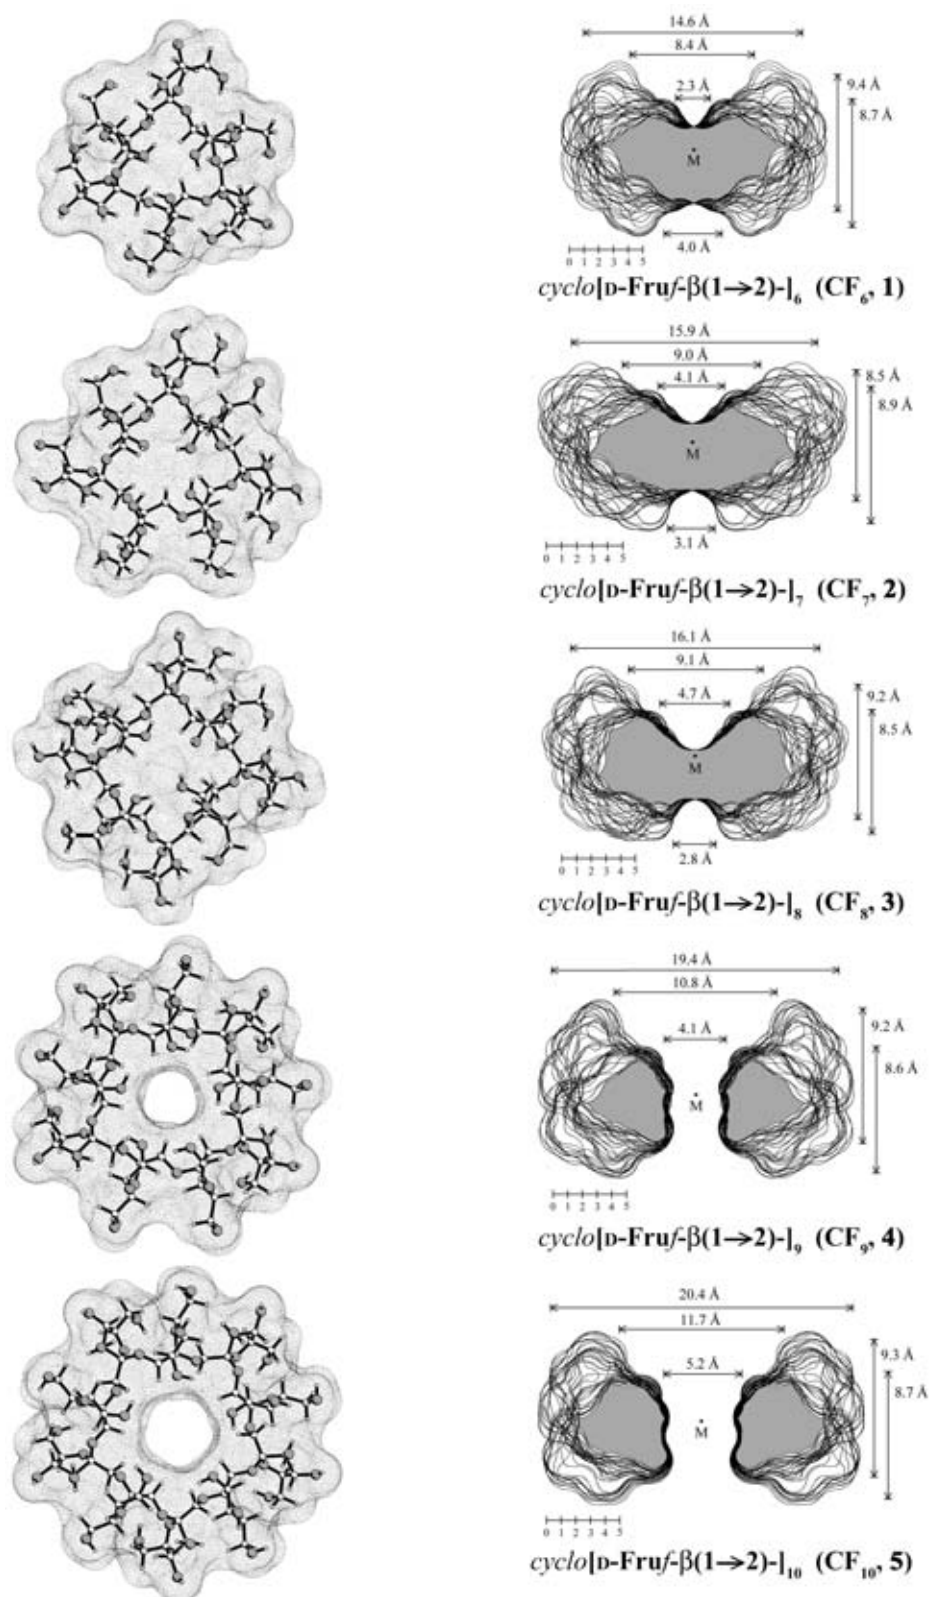 14.6 Å
8.4 Å
2.3 Å
9.4 Å
8.7 Å
M
4.0 Å
0 1 2 3 4 5
cyclo[D-Fruf-β(1→2)-]₆ (CF₆, 1)
15.9 Å
9.0 Å
4.1 Å
8.5 Å
8.9 Å
M
3.1 Å
0 1 2 3 4 5
cyclo[D-Fruf-β(1→2)-]₇ (CF₇, 2)
16.1 Å
9.1 Å
4.7 Å
9.2 Å
8.5 Å
M
2.8 Å
0 1 2 3 4 5
cyclo[D-Fruf-β(1→2)-]₈ (CF₈, 3)
19.4 Å
10.8 Å
4.1 Å
9.2 Å
8.6 Å
M
0 1 2 3 4 5
cyclo[D-Fruf-β(1→2)-]₉ (CF₉, 4)
20.4 Å
11.7 Å
5.2 Å
9.3 Å
8.7 Å
M
0 1 2 3 4 5
cyclo[D-Fruf-β(1→2)-]₁₀ (CF₁₀, 5)